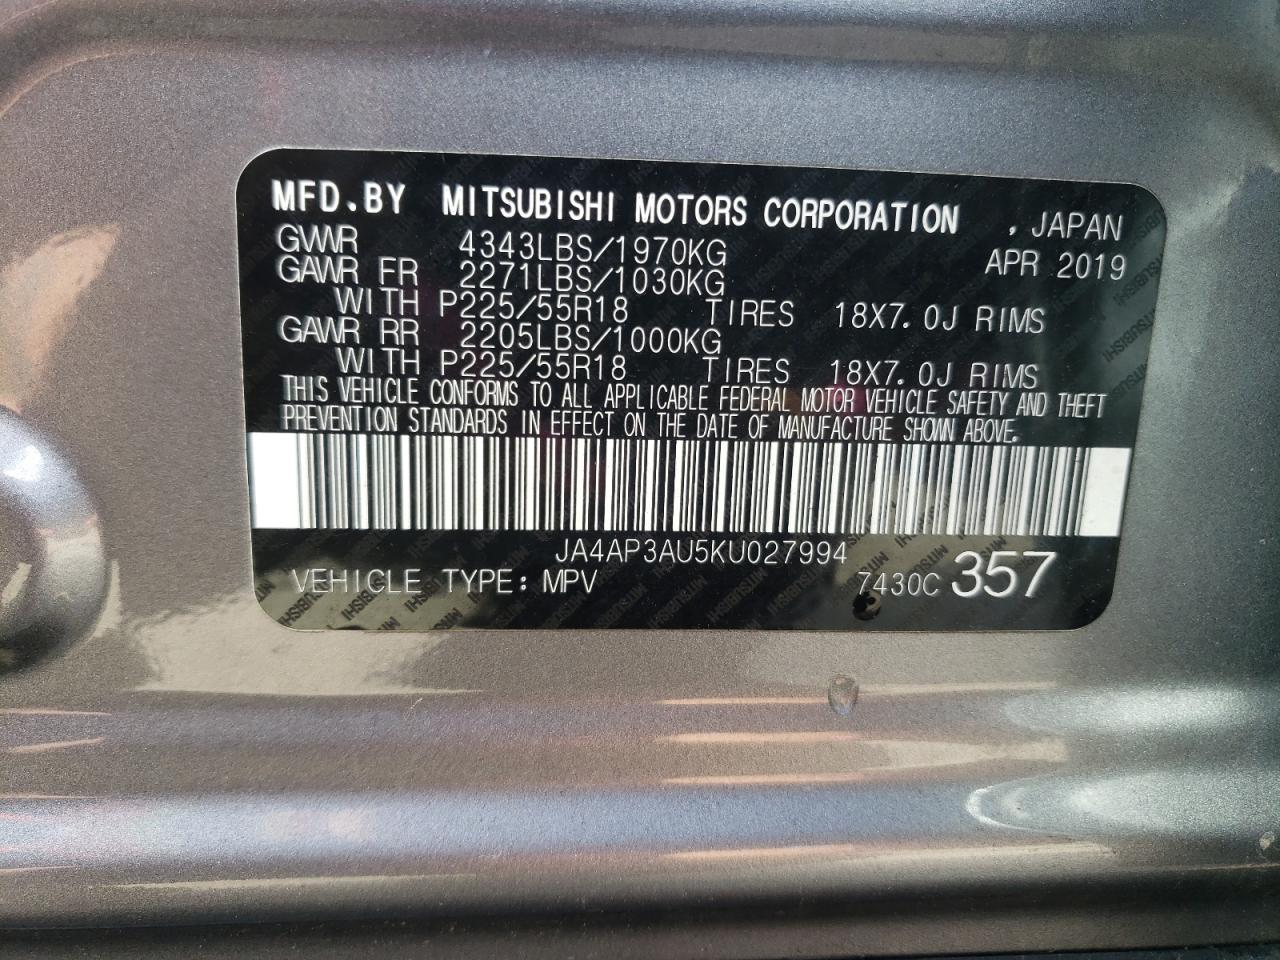 MFD.BY MITSUBISHI MOTORS CORPORATION , JAPAN
GVWR 4343LBS/1970KG APR 2019
GAWR FR 2271LBS/1030KG
WITH P225/55R18 TIRES 18X7.0J RIMS
GAWR RR 2205LBS/1000KG
WITH P225/55R18 TIRES 18X7.0J RIMS
THIS VEHICLE CONFORMS TO ALL APPLICABLE FEDERAL MOTOR VEHICLE SAFETY AND THEFT
PREVENTION STANDARDS IN EFFECT ON THE DATE OF MANUFACTURE SHOWN ABOVE.
JA4AP3AU5KU027994
VEHICLE TYPE: MPV 7430C 357